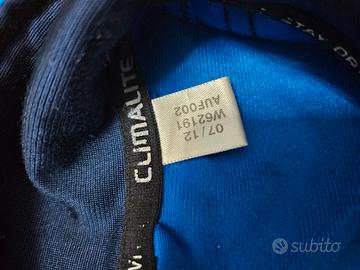 CLIMALITE
STAY DR
07/12
W62191
AUF002
subito